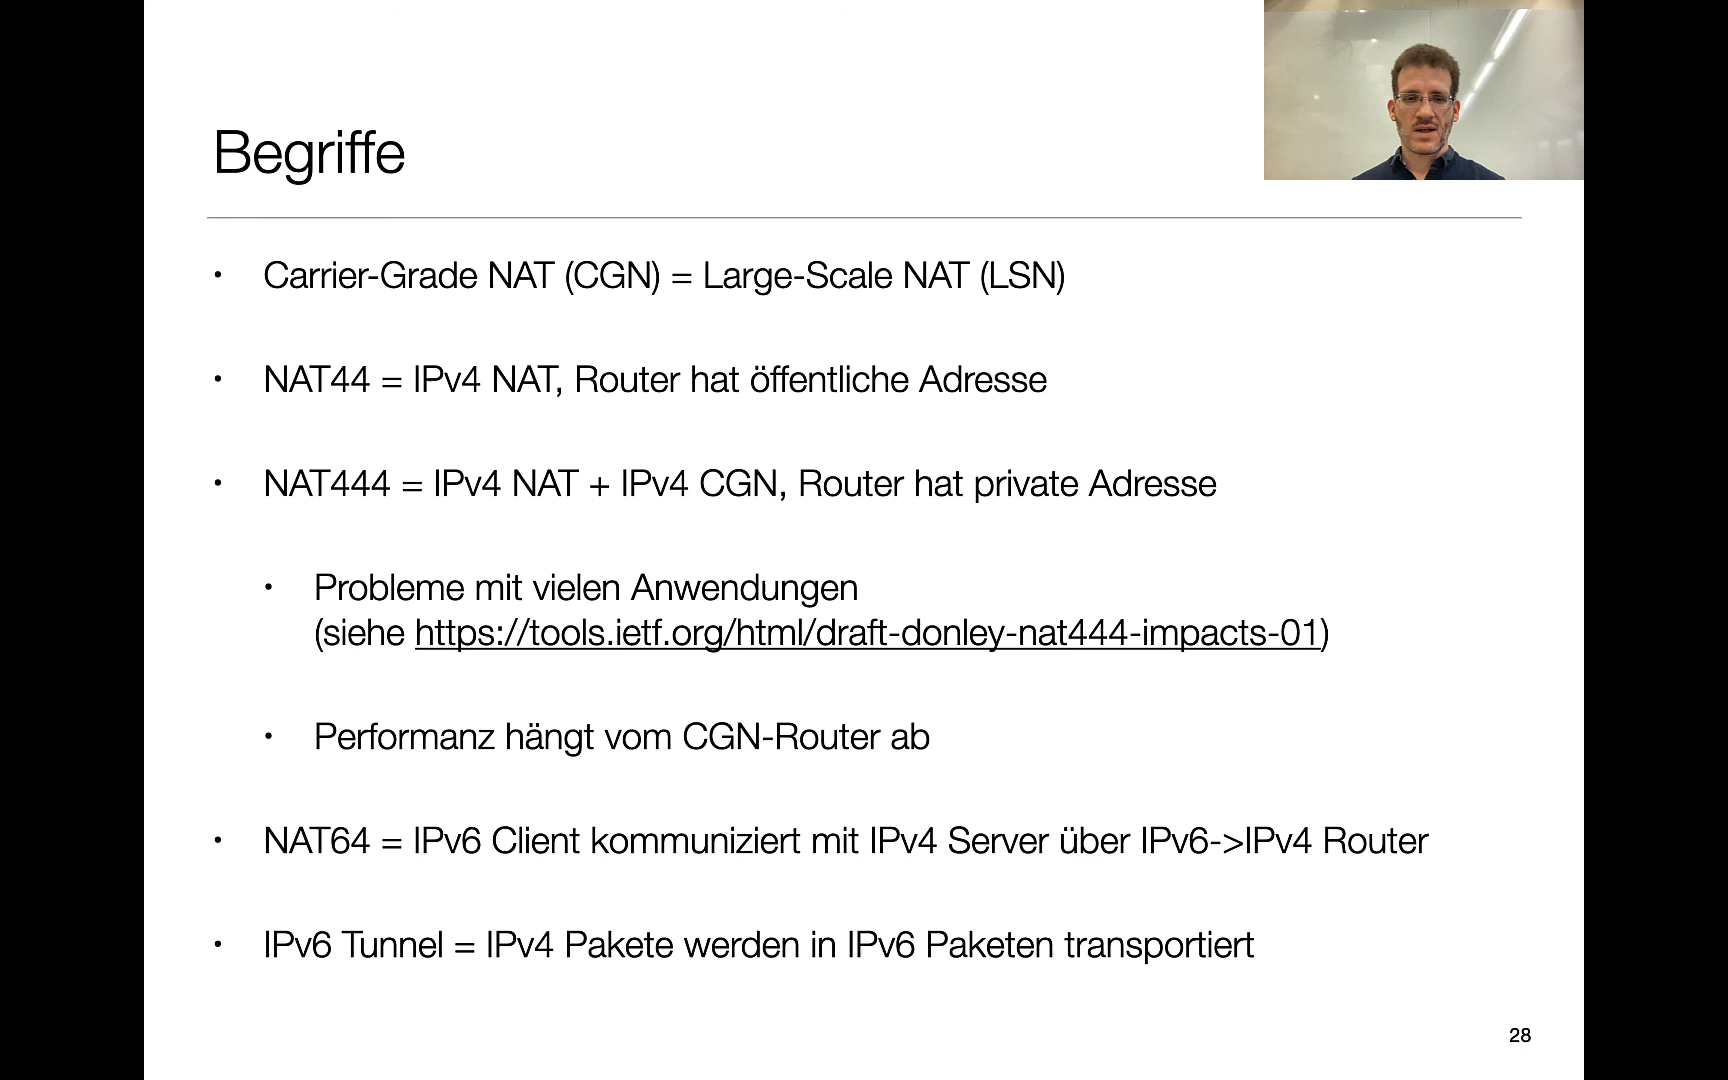 Begriffe
• Carrier-Grade NAT (CGN) = Large-Scale NAT (LSN)
• NAT44 = IPv4 NAT, Router hat öffentliche Adresse
• NAT444 = IPv4 NAT + IPv4 CGN, Router hat private Adresse
• Probleme mit vielen Anwendungen
(siehe https://tools.ietf.org/html/draft-donley-nat444-impacts-01)
• Performanz hängt vom CGN-Router ab
• NAT64 = IPv6 Client kommuniziert mit IPv4 Server über IPv6->IPv4 Router
• IPv6 Tunnel = IPv4 Pakete werden in IPv6 Paketen transportiert
28